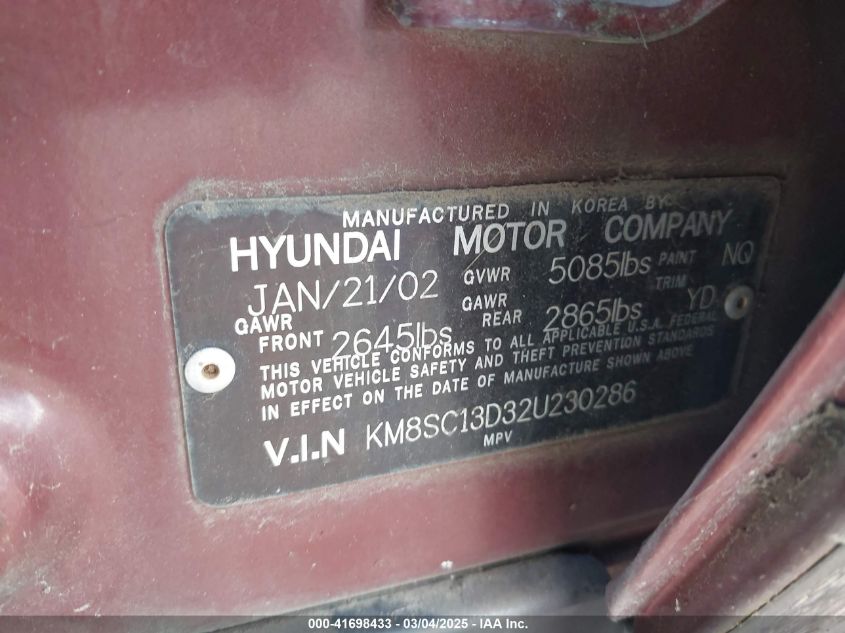 MANUFACTURED IN KOREA BY
HYUNDAI MOTOR COMPANY
JAN/21/02 GVWR 5085lbs PAINT NQ
GAWR FRONT 2645lbs GAWR REAR 2865lbs TRIM YD
THIS VEHICLE CONFORMS TO ALL APPLICABLE U.S.A. FEDERAL
MOTOR VEHICLE SAFETY AND THEFT PREVENTION STANDARDS
IN EFFECT ON THE DATE OF MANUFACTURE SHOWN ABOVE
V.I.N KM8SC13D32U230286
MPV
000-41698433 - 03/04/2025 - IAAI.com